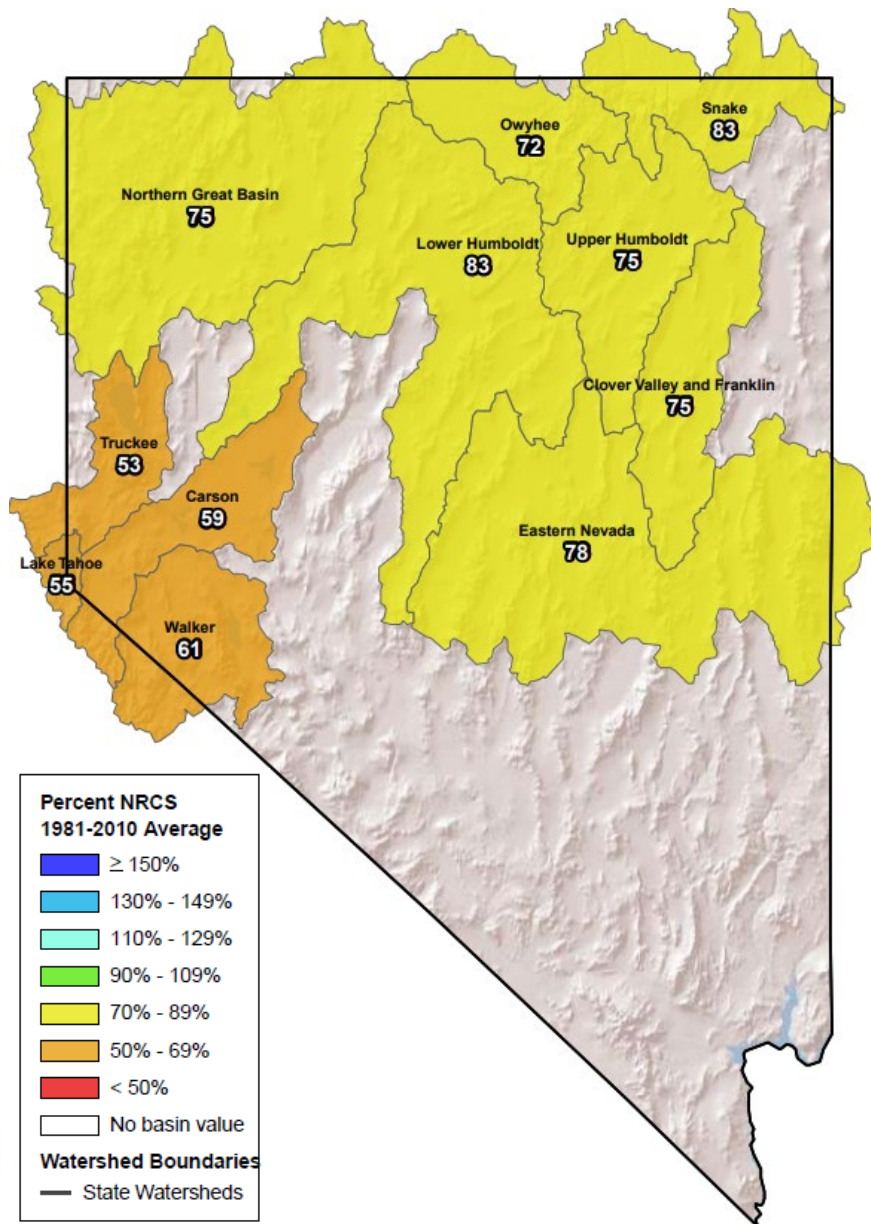 Snake
83
Owyhee
72
Northern Great Basin
75
Lower Humboldt
83
Upper Humboldt
75
Clover Valley and Franklin
75
Truckee
53
Carson
59
Eastern Nevada
78
Lake Tahoe
55
Walker
61
Percent NRCS
1981-2010 Average
≥ 150%
130% - 149%
110% - 129%
90% - 109%
70% - 89%
50% - 69%
< 50%
No basin value
Watershed Boundaries
State Watersheds